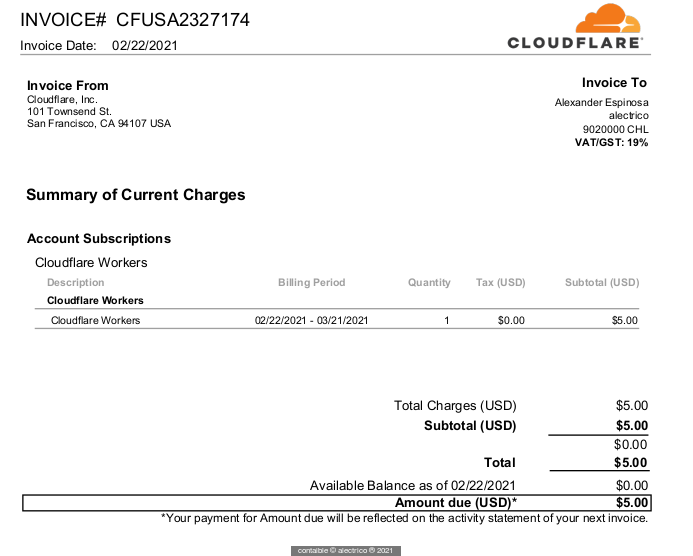 INVOICE# CFUSA2327174
Invoice Date: 02/22/2021
CLOUDFLARE
Invoice From
Cloudflare, Inc.
101 Townsend St.
San Francisco, CA 94107 USA
Invoice To
Alexander Espinosa
alectrico
9020000 CHL
VAT/GST: 19%
Summary of Current Charges
Account Subscriptions
Cloudflare Workers
Description Billing Period Quantity Tax (USD) Subtotal (USD)
Cloudflare Workers
Cloudflare Workers 02/22/2021 - 03/21/2021 1 $0.00 $5.00
Total Charges (USD) $5.00
Subtotal (USD) $5.00
$0.00
Total $5.00
Available Balance as of 02/22/2021 $0.00
Amount due (USD)* $5.00
*Your payment for Amount due will be reflected on the activity statement of your next invoice.
contaible © alectrico ® 2021